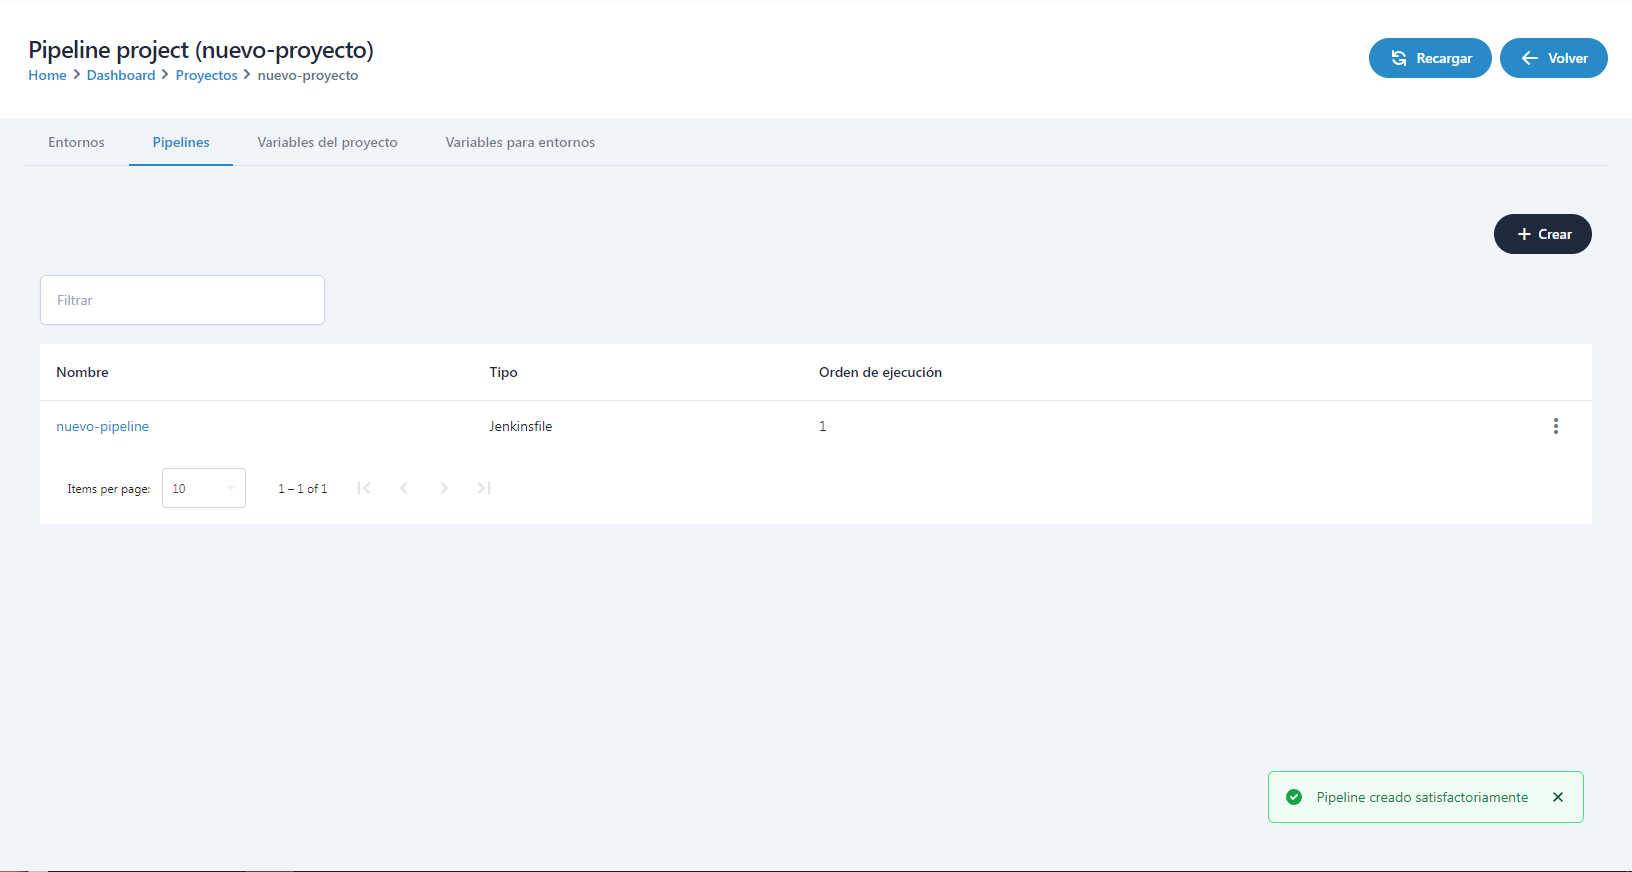 Pipeline project (nuevo-proyecto)
Home > Dashboard > Proyectos > nuevo-proyecto
Recargar
Volver
Entornos
Pipelines
Variables del proyecto
Variables para entornos
+ Crear
Filtrar
Nombre Tipo Orden de ejecución
nuevo-pipeline Jenkinsfile 1
Items per page: 10 1 – 1 of 1
Pipeline creado satisfactoriamente